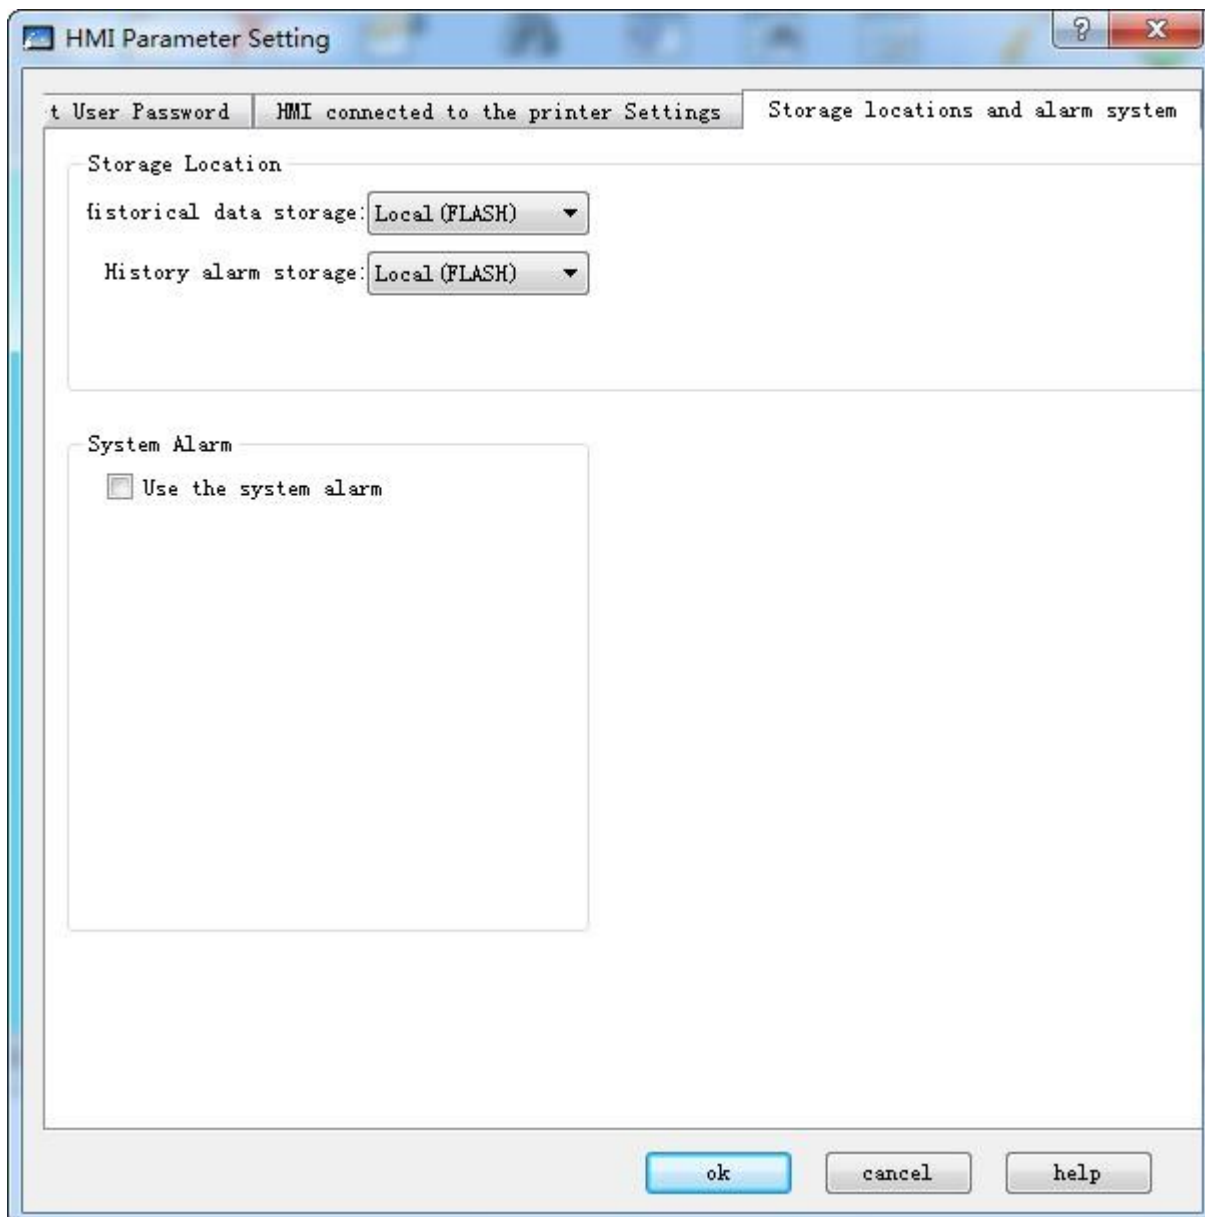 HMI Parameter Setting
?
t User Password
HMI connected to the printer Settings
Storage locations and alarm system
Storage Location
istorical data storage: Local(FLASH)
History alarm storage: Local(FLASH)
System Alarm
Use the system alarm
ok
cancel
help